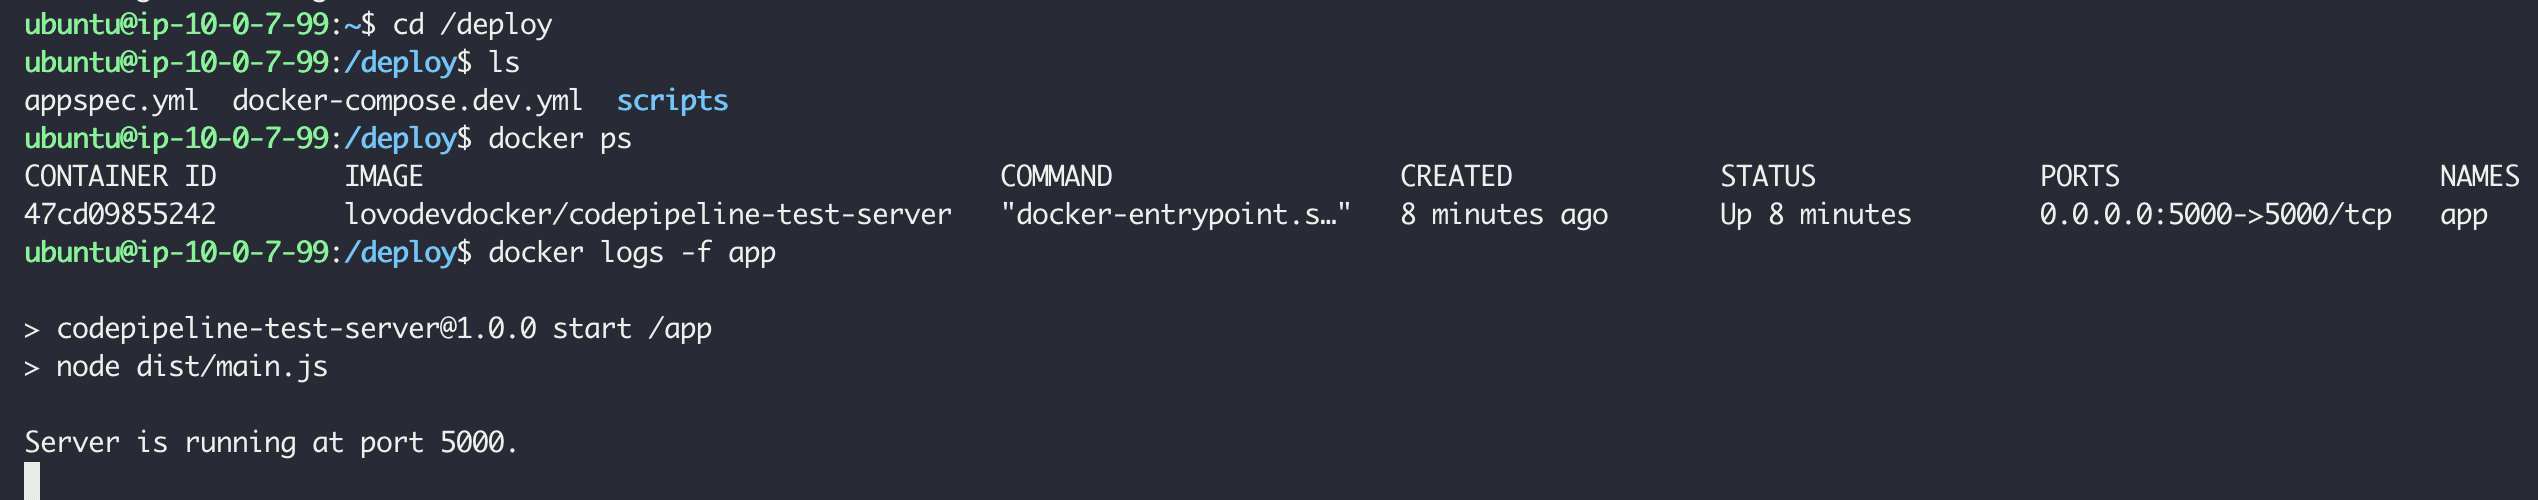 ubuntu@ip-10-0-7-99:~$ cd /deploy
ubuntu@ip-10-0-7-99:/deploy$ ls
appspec.yml  docker-compose.dev.yml  scripts
ubuntu@ip-10-0-7-99:/deploy$ docker ps
CONTAINER ID        IMAGE                                    COMMAND                  CREATED             STATUS              PORTS                    NAMES
47cd09855242        lovodevdocker/codepipeline-test-server   "docker-entrypoint.s…"   8 minutes ago       Up 8 minutes        0.0.0.0:5000->5000/tcp   app
ubuntu@ip-10-0-7-99:/deploy$ docker logs -f app
> codepipeline-test-server@1.0.0 start /app
> node dist/main.js
Server is running at port 5000.